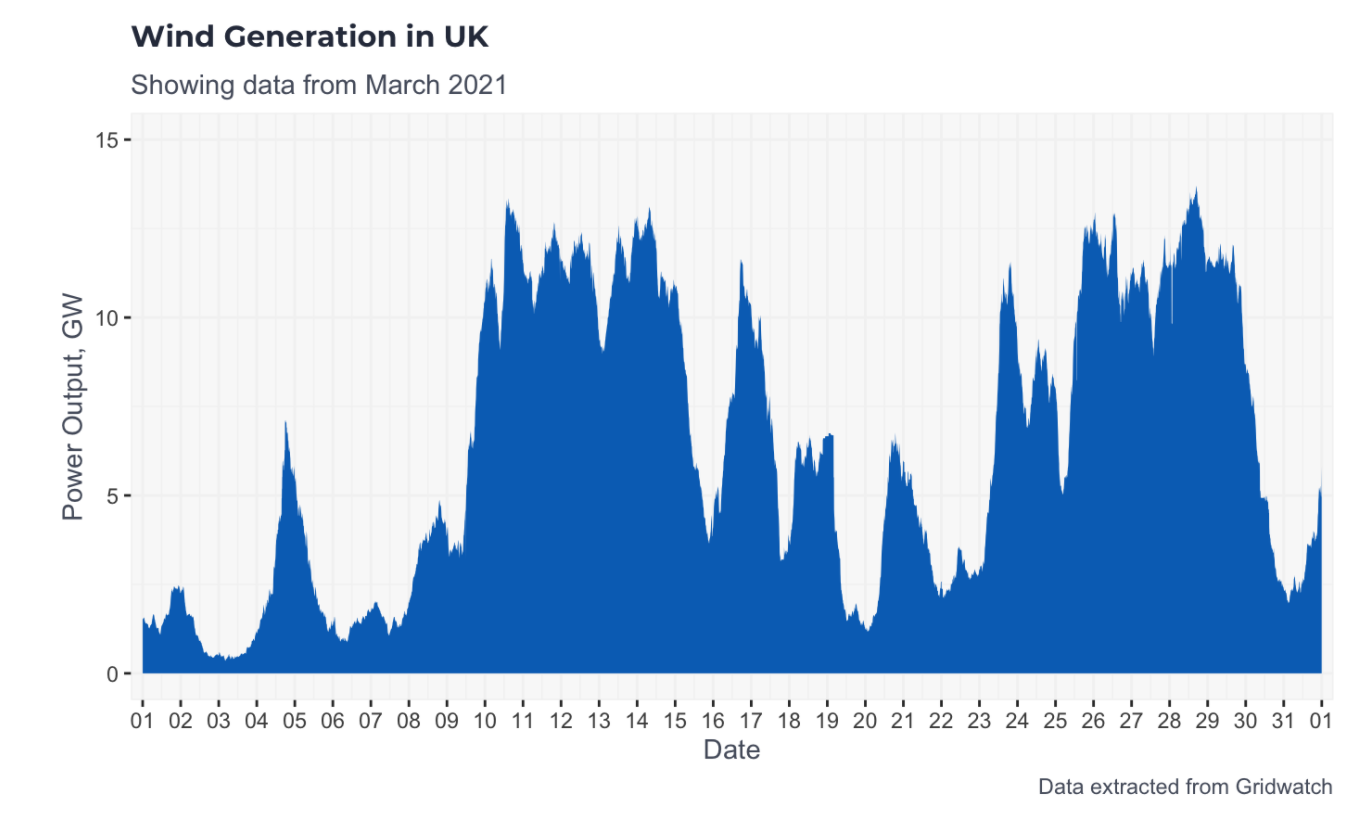 Wind Generation in UK
Showing data from March 2021
15
10
5
0
Power Output, GW
01 02 03 04 05 06 07 08 09 10 11 12 13 14 15 16 17 18 19 20 21 22 23 24 25 26 27 28 29 30 31 01
Date
Data extracted from Gridwatch